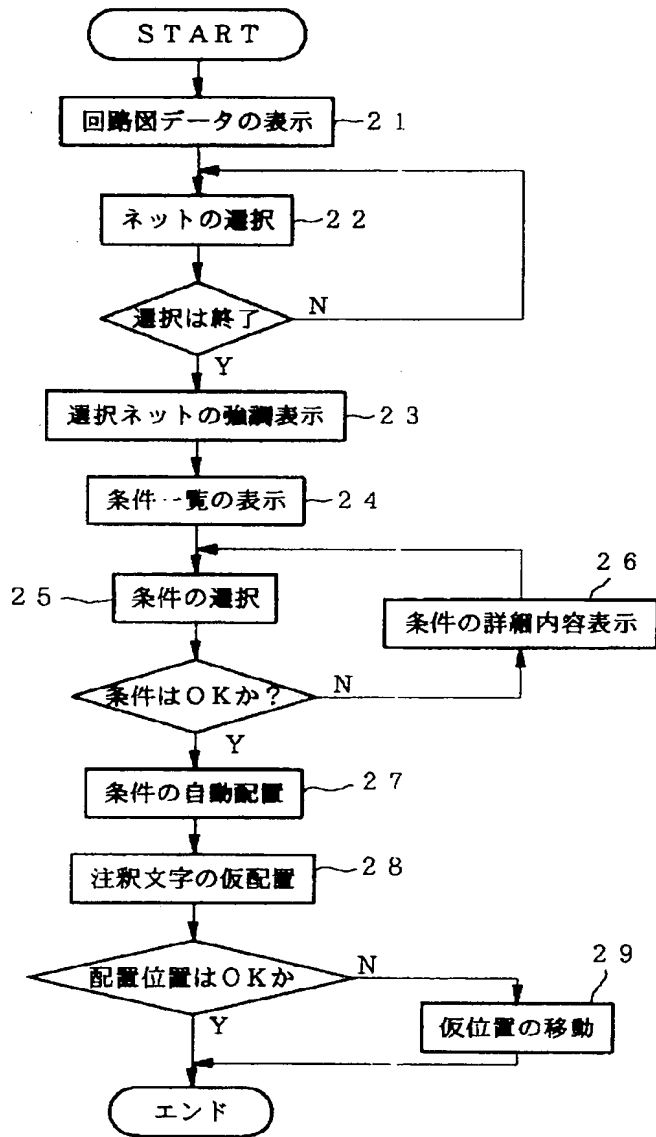 START
回路図データの表示
21
ネットの選択
22
選択は終了
N
Y
選択ネットの強調表示
23
条件一覧の表示
24
25
条件の選択
26
条件の詳細内容表示
条件はOKか?
N
Y
条件の自動配置
27
注釈文字の仮配置
28
配置位置はOKか
N
Y
29
仮位置の移動
エンド